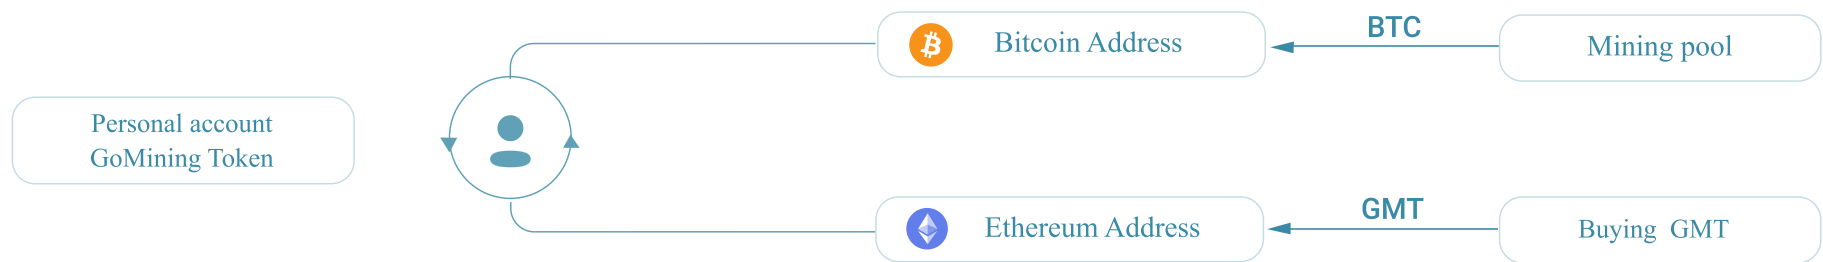 Bitcoin Address
BTC
Mining pool
Personal account
GoMining Token
Ethereum Address
GMT
Buying GMT